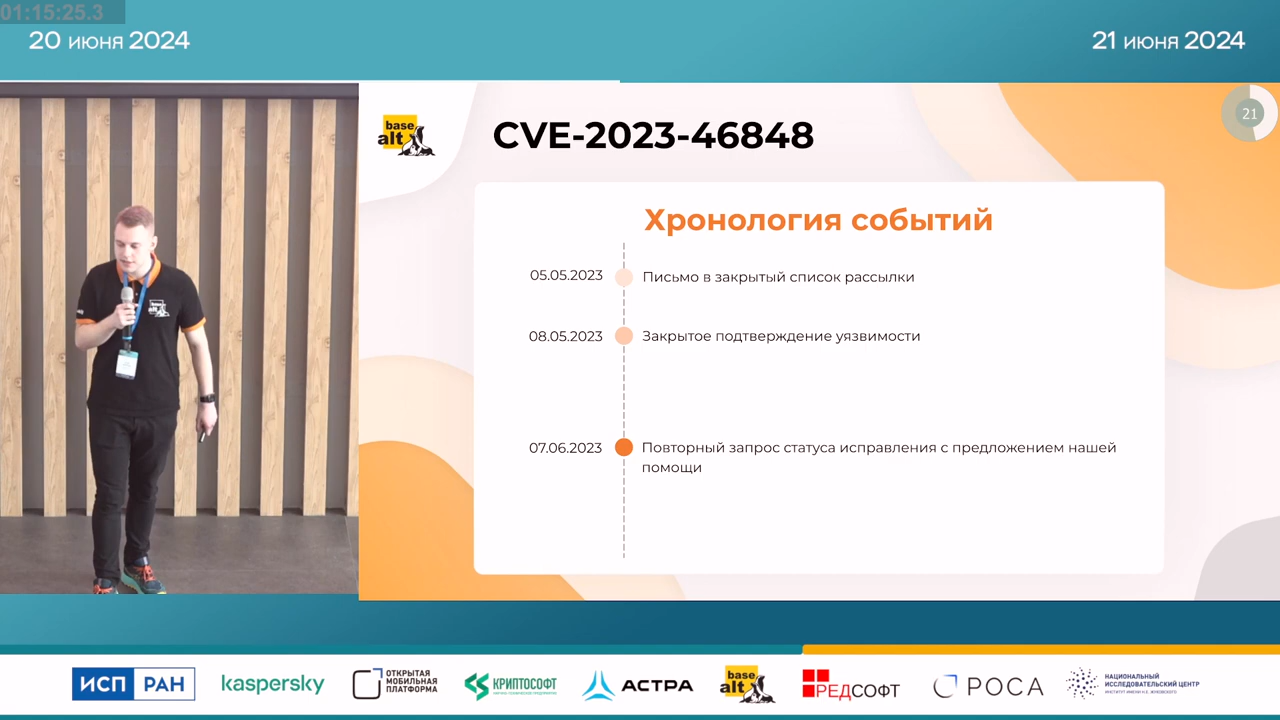 01:15:25.3
20 июня 2024
21 июня 2024
base
alt
21
CVE-2023-46848
Хронология событий
05.05.2023 Письмо в закрытый список рассылки
08.05.2023 Закрытое подтверждение уязвимости
07.06.2023 Повторный запрос статуса исправления с предложением нашей
помощи
base
alt
ИСП РАН
kaspersky
ОТКРЫТАЯ
МОБИЛЬНАЯ
ПЛАТФОРМА
КРИПТОСОФТ
АСТРА
base
alt
РЕДСОФТ
РОСА
НАЦИОНАЛЬНЫЙ
ИССЛЕДОВАТЕЛЬСКИЙ ЦЕНТР